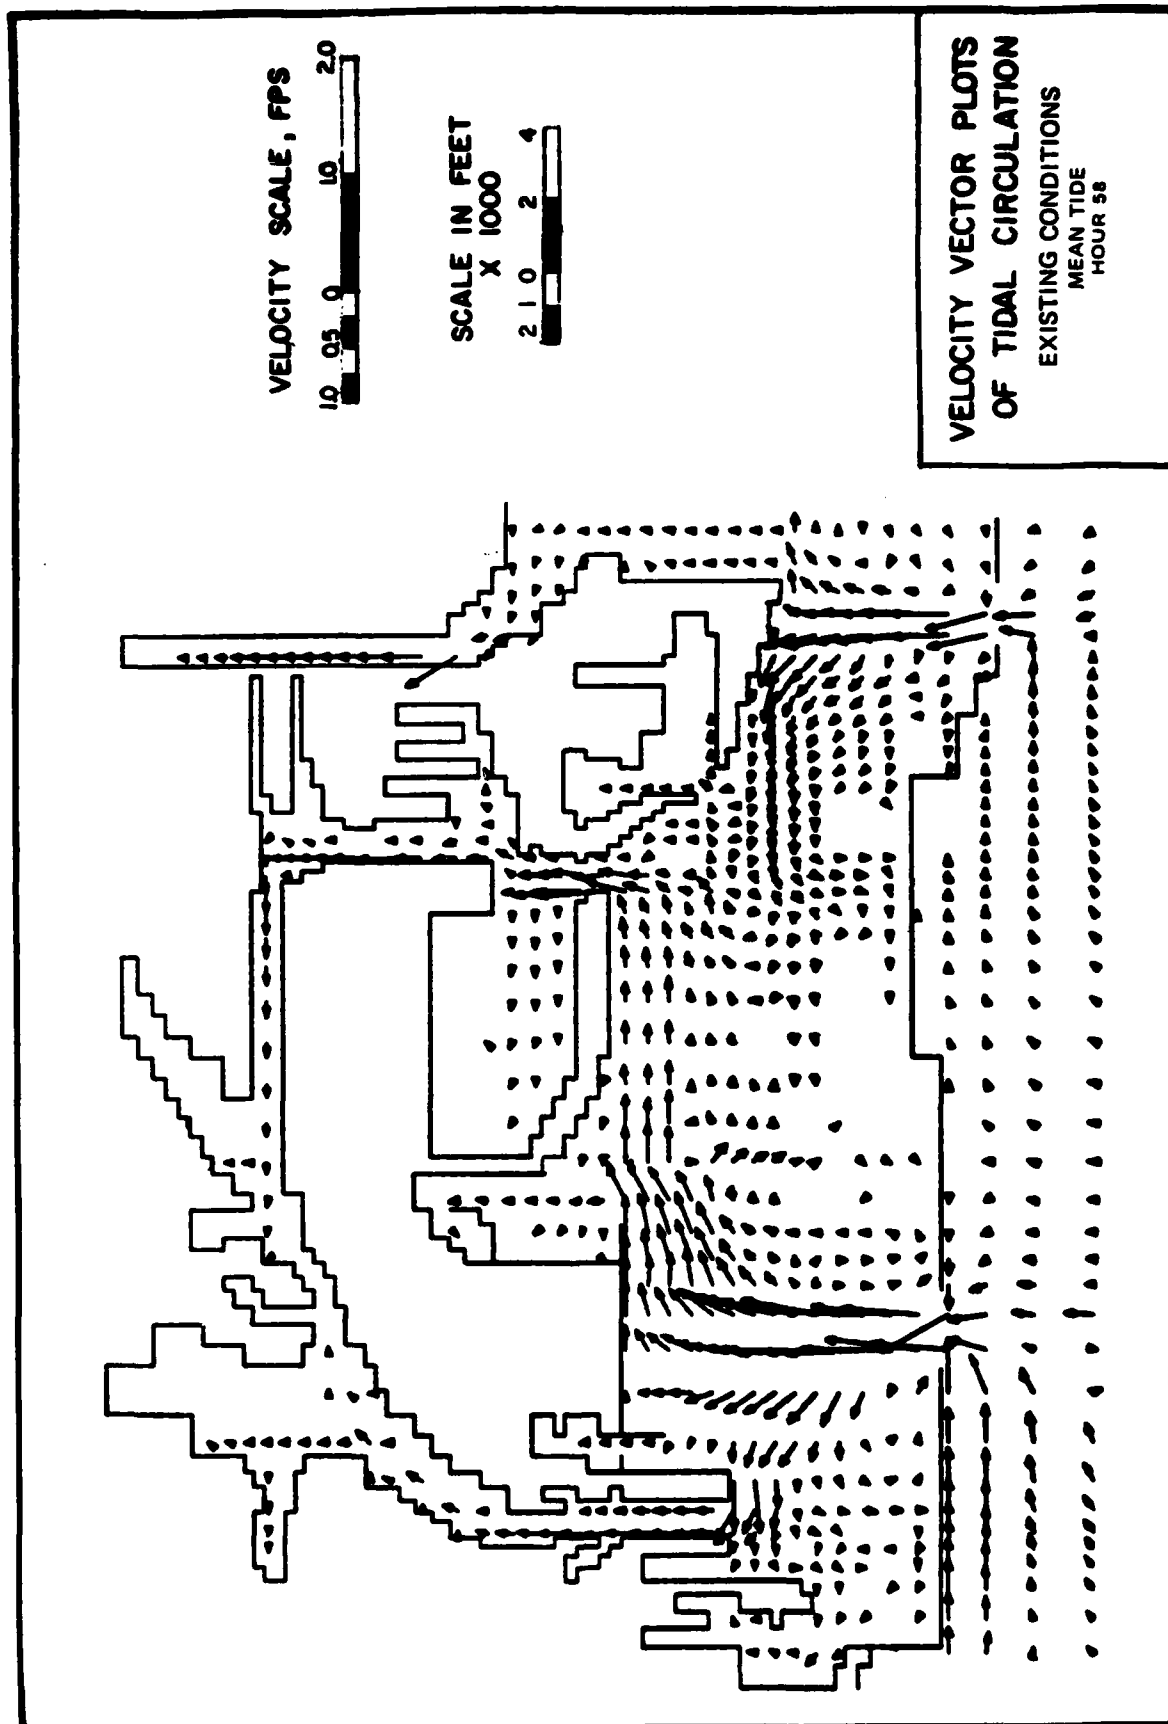 VELOCITY SCALE, FPS
1.0 0.5 0 1.0 2.0
SCALE IN FEET
X 1000
2 1 0 2 4
VELOCITY VECTOR PLOTS
OF TIDAL CIRCULATION
EXISTING CONDITIONS
MEAN TIDE
HOUR 58